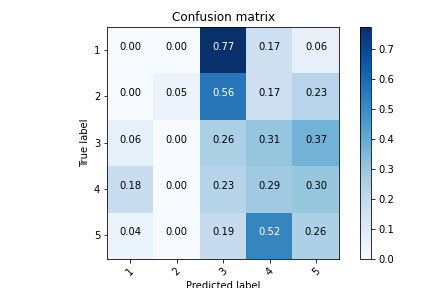 Confusion matrix
1 0.00 0.00 0.77 0.17 0.06
2 0.00 0.05 0.56 0.17 0.23
3 0.06 0.00 0.26 0.31 0.37
4 0.18 0.00 0.23 0.29 0.30
5 0.04 0.00 0.19 0.52 0.26
1 2 3 4 5
True label
Predicted label
0.7
0.6
0.5
0.4
0.3
0.2
0.1
0.0